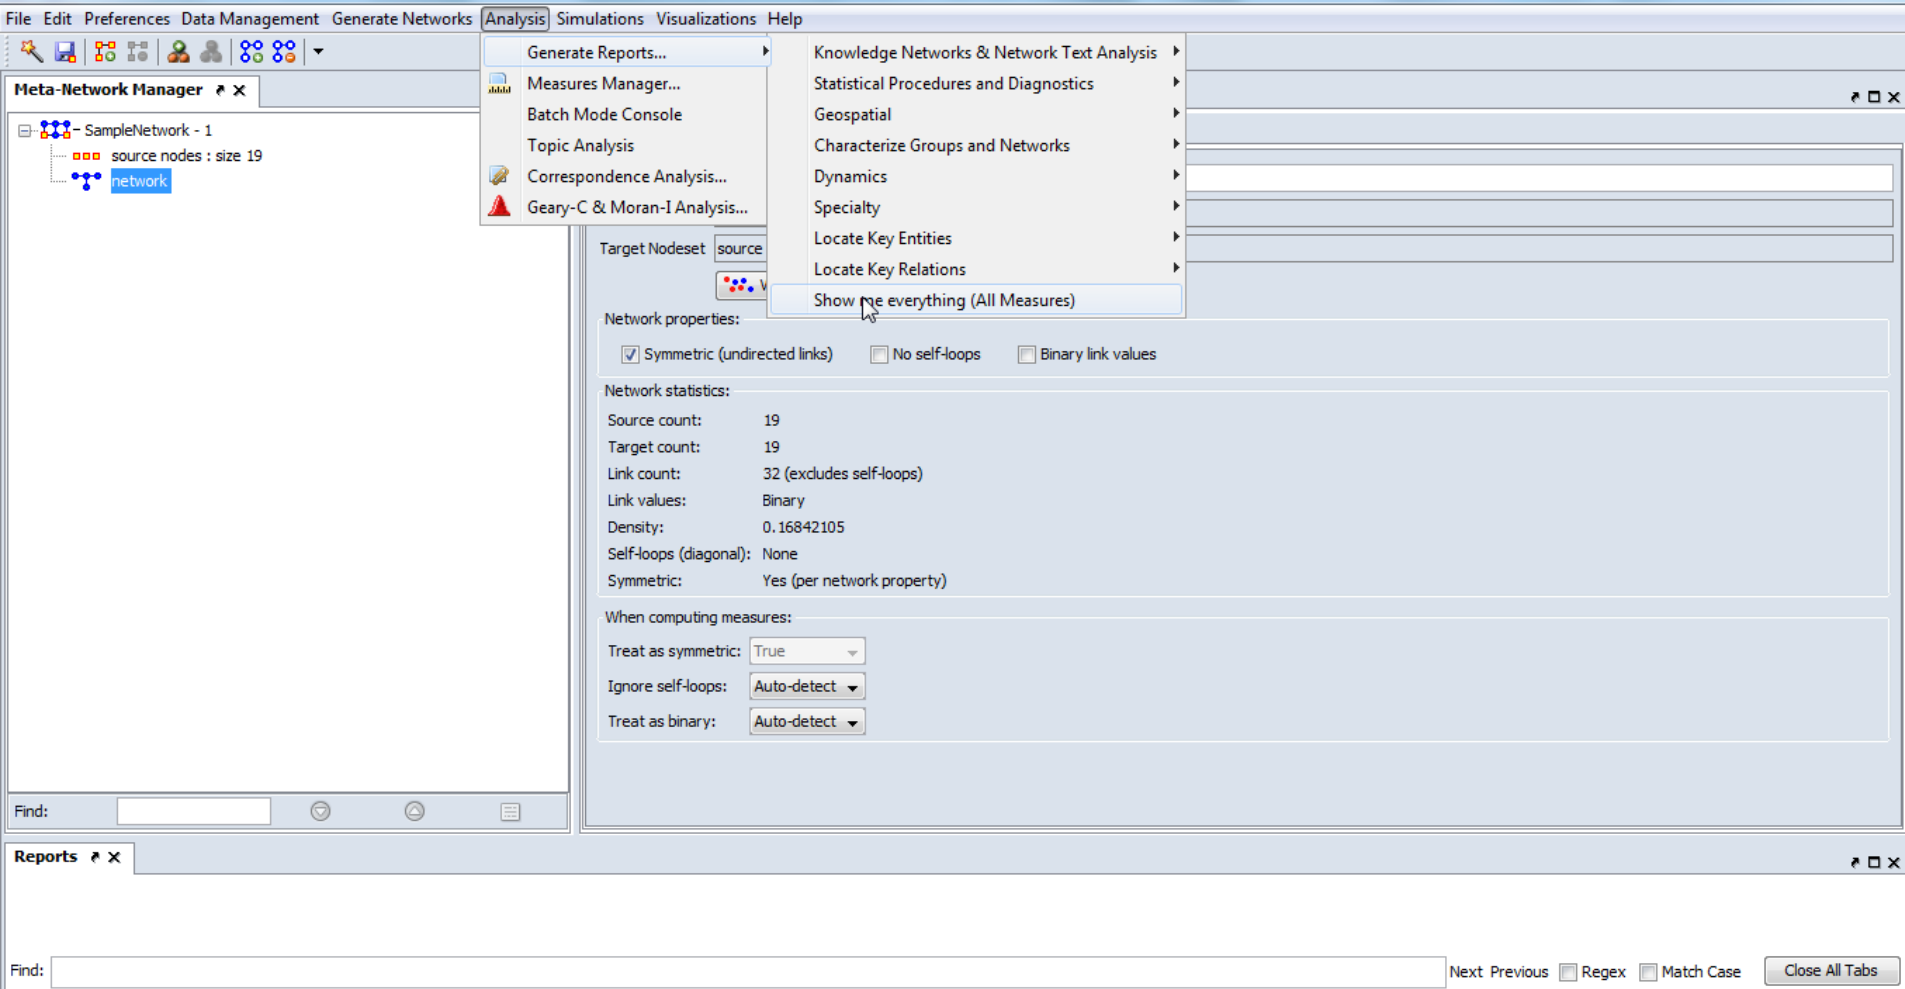 File Edit Preferences Data Management Generate Networks Analysis Simulations Visualizations Help
Generate Reports...
Measures Manager...
Batch Mode Console
Topic Analysis
Correspondence Analysis...
Geary-C & Moran-I Analysis...
Knowledge Networks & Network Text Analysis
Statistical Procedures and Diagnostics
Geospatial
Characterize Groups and Networks
Dynamics
Specialty
Locate Key Entities
Locate Key Relations
Show me everything (All Measures)
Meta-Network Manager
SampleNetwork - 1
source nodes : size 19
network
Find:
Target Nodeset source
Network properties:
Symmetric (undirected links) No self-loops Binary link values
Network statistics:
Source count: 19
Target count: 19
Link count: 32 (excludes self-loops)
Link values: Binary
Density: 0.16842105
Self-loops (diagonal): None
Symmetric: Yes (per network property)
When computing measures:
Treat as symmetric: True
Ignore self-loops: Auto-detect
Treat as binary: Auto-detect
Reports
Find: Next Previous Regex Match Case Close All Tabs